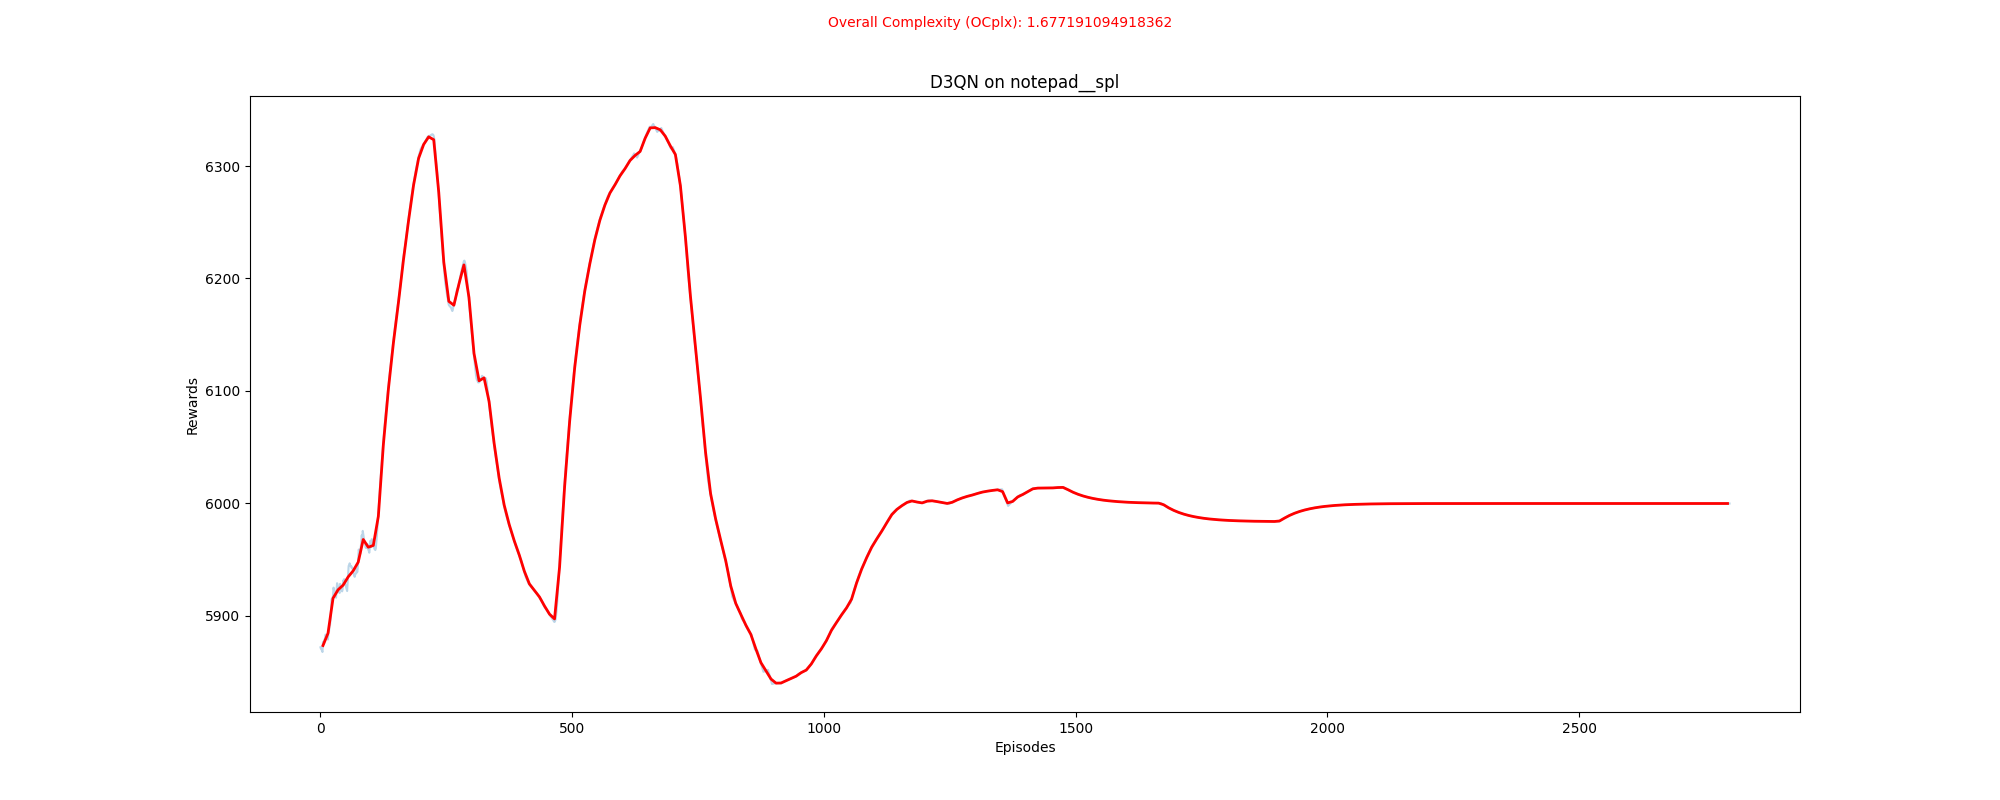 Overall Complexity (OCplx): 1.677191094918362
D3QN on notepad__spl
Rewards
6300
6200
6100
6000
5900
0 500 1000 1500 2000 2500
Episodes